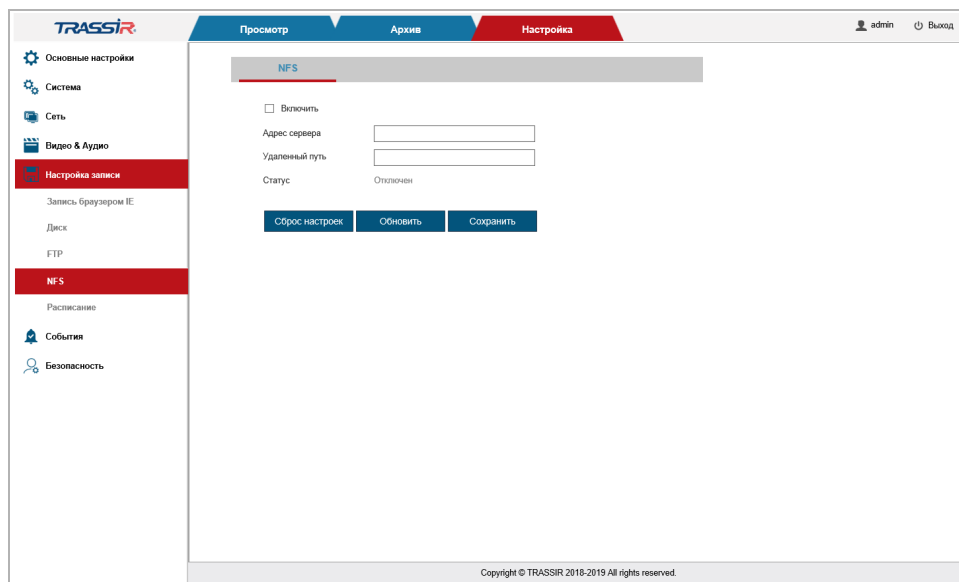 TRASSIR
Просмотр
Архив
Настройка
admin
Выход
Основные настройки
Система
Сеть
Видео & Аудио
Настройка записи
Запись браузером IE
Диск
FTP
NFS
Расписание
События
Безопасность
NFS
Включить
Адрес сервера
Удаленный путь
Статус Отключен
Сброс настроек Обновить Сохранить
Copyright © TRASSIR 2018-2019 All rights reserved.